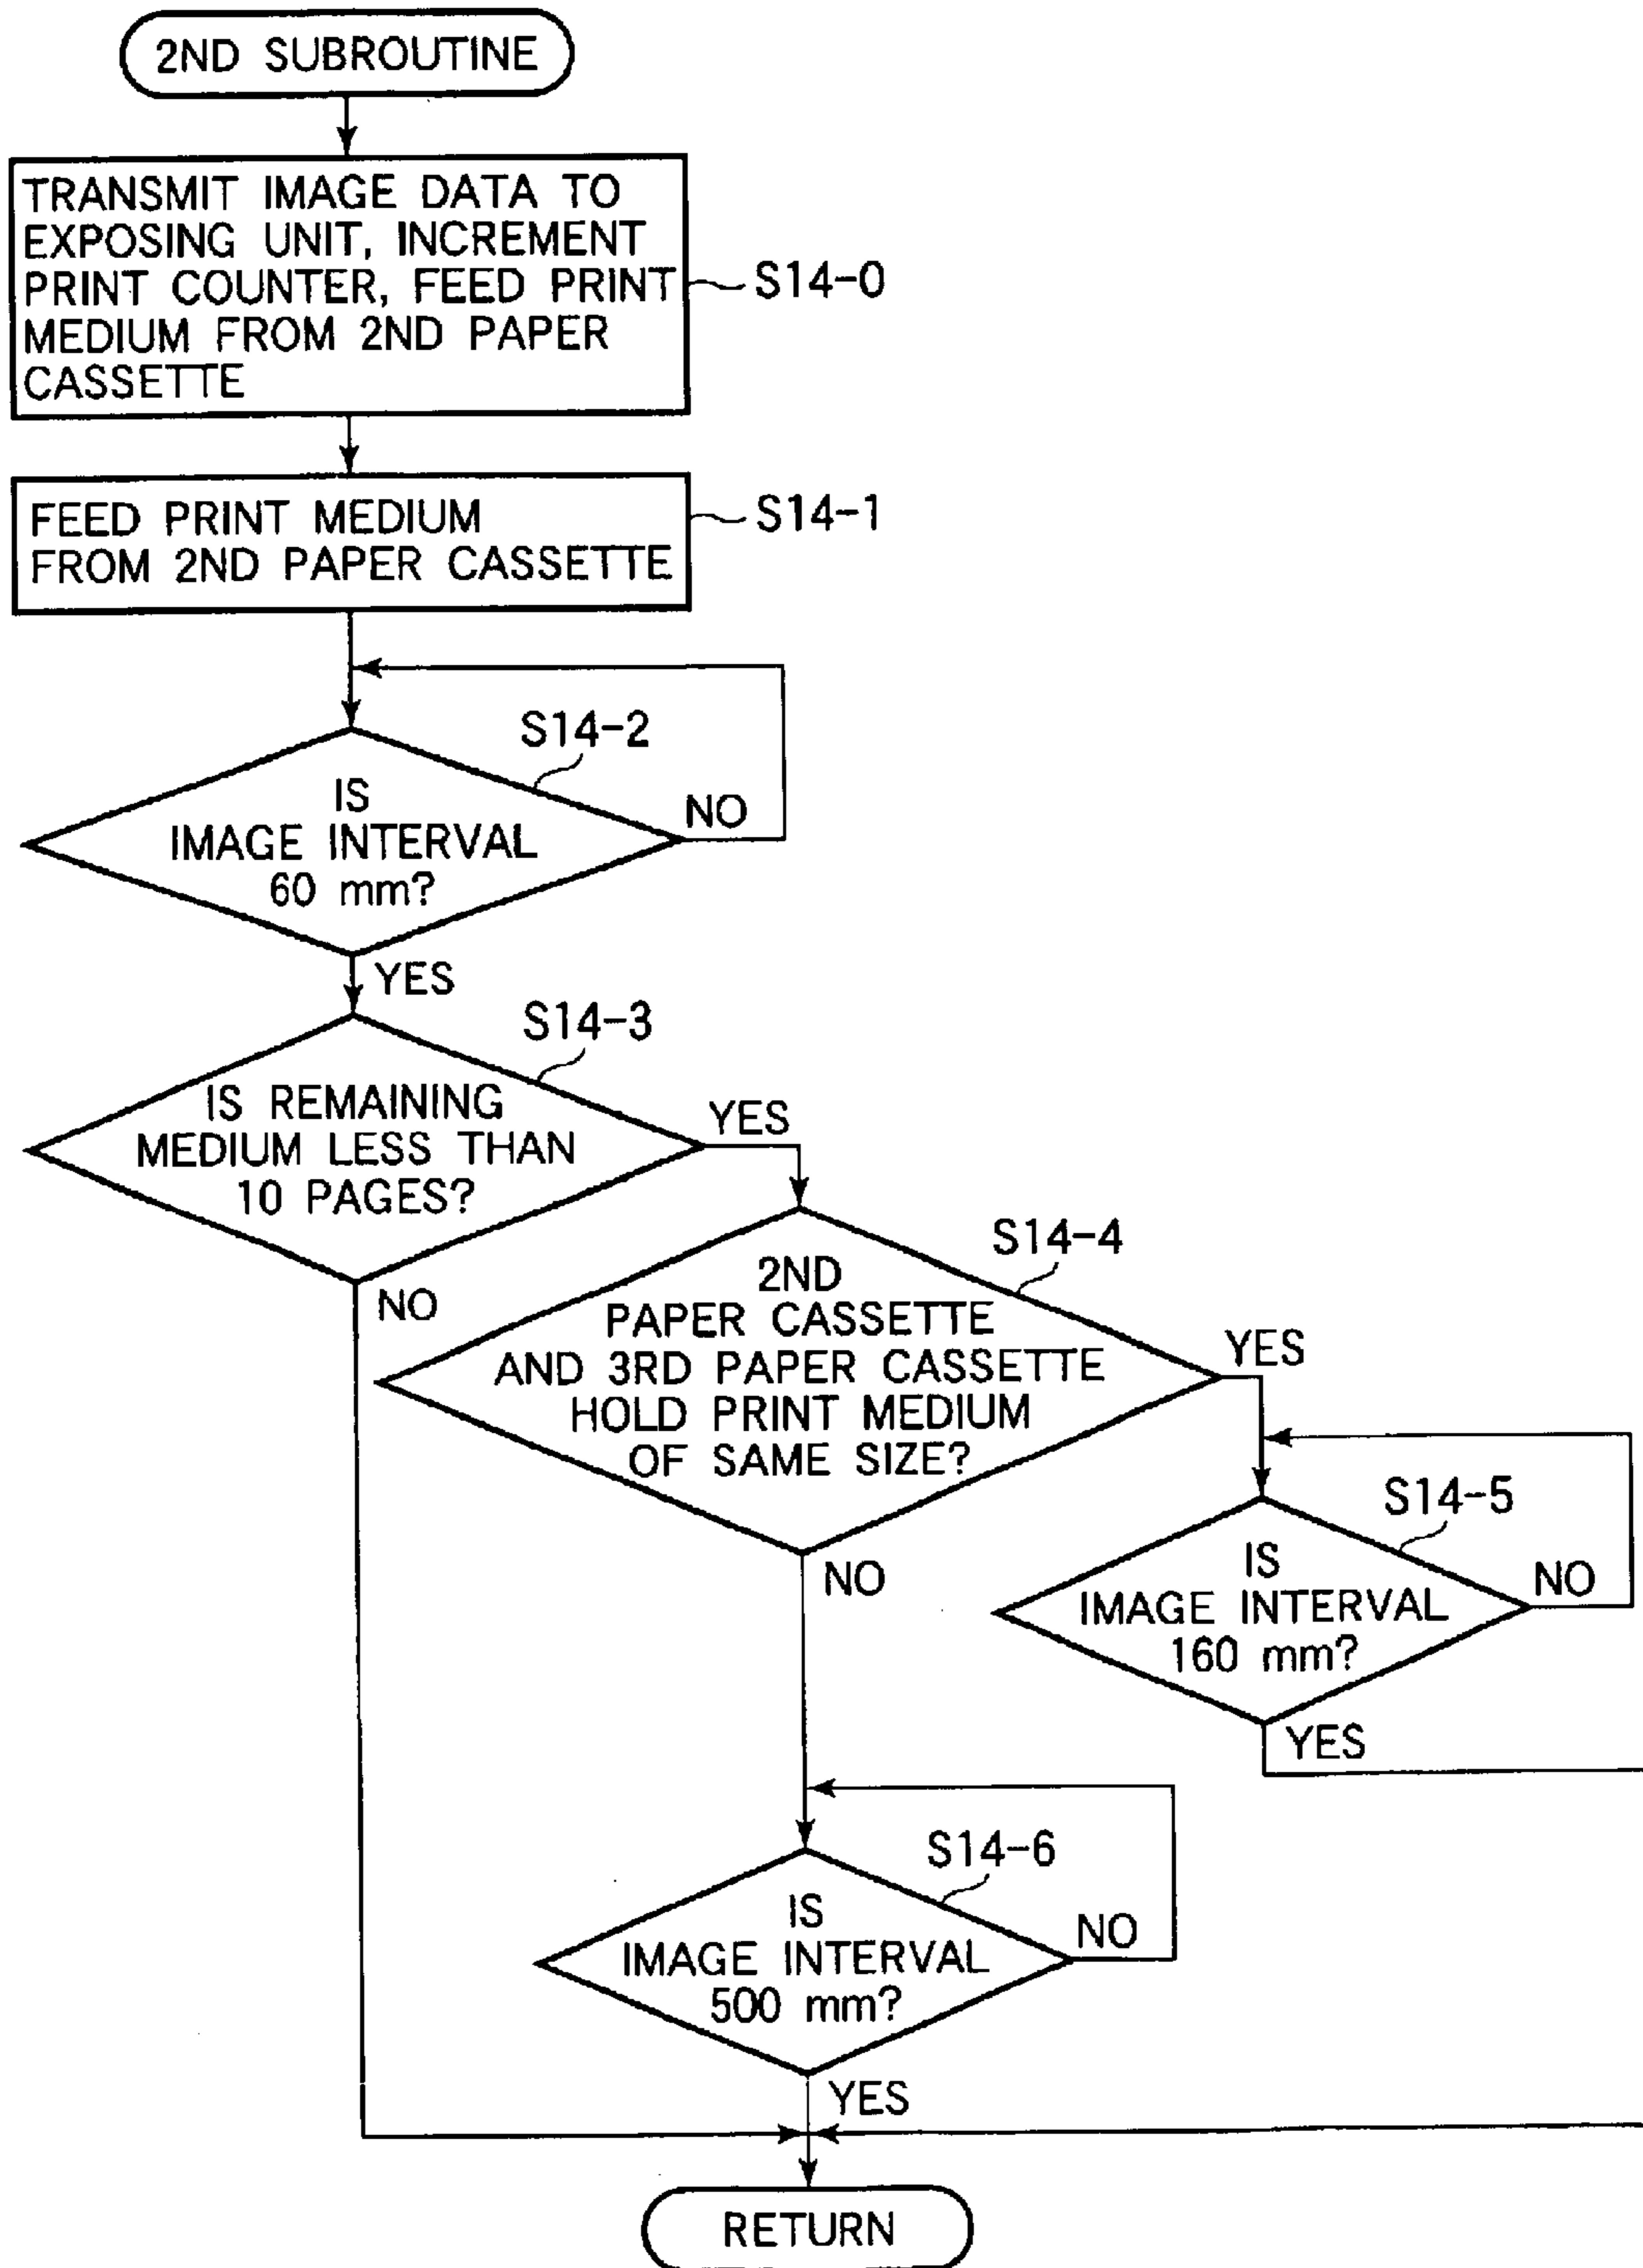 2ND SUBROUTINE
TRANSMIT IMAGE DATA TO
EXPOSING UNIT, INCREMENT
PRINT COUNTER, FEED PRINT
MEDIUM FROM 2ND PAPER
CASSETTE
S14-0
FEED PRINT MEDIUM
FROM 2ND PAPER CASSETTE
S14-1
S14-2
IS
IMAGE INTERVAL
60 mm?
NO
YES
S14-3
IS REMAINING
MEDIUM LESS THAN
10 PAGES?
YES
NO
S14-4
2ND
PAPER CASSETTE
AND 3RD PAPER CASSETTE
HOLD PRINT MEDIUM
OF SAME SIZE?
YES
NO
S14-5
IS
IMAGE INTERVAL
160 mm?
NO
YES
S14-6
IS
IMAGE INTERVAL
500 mm?
NO
YES
RETURN